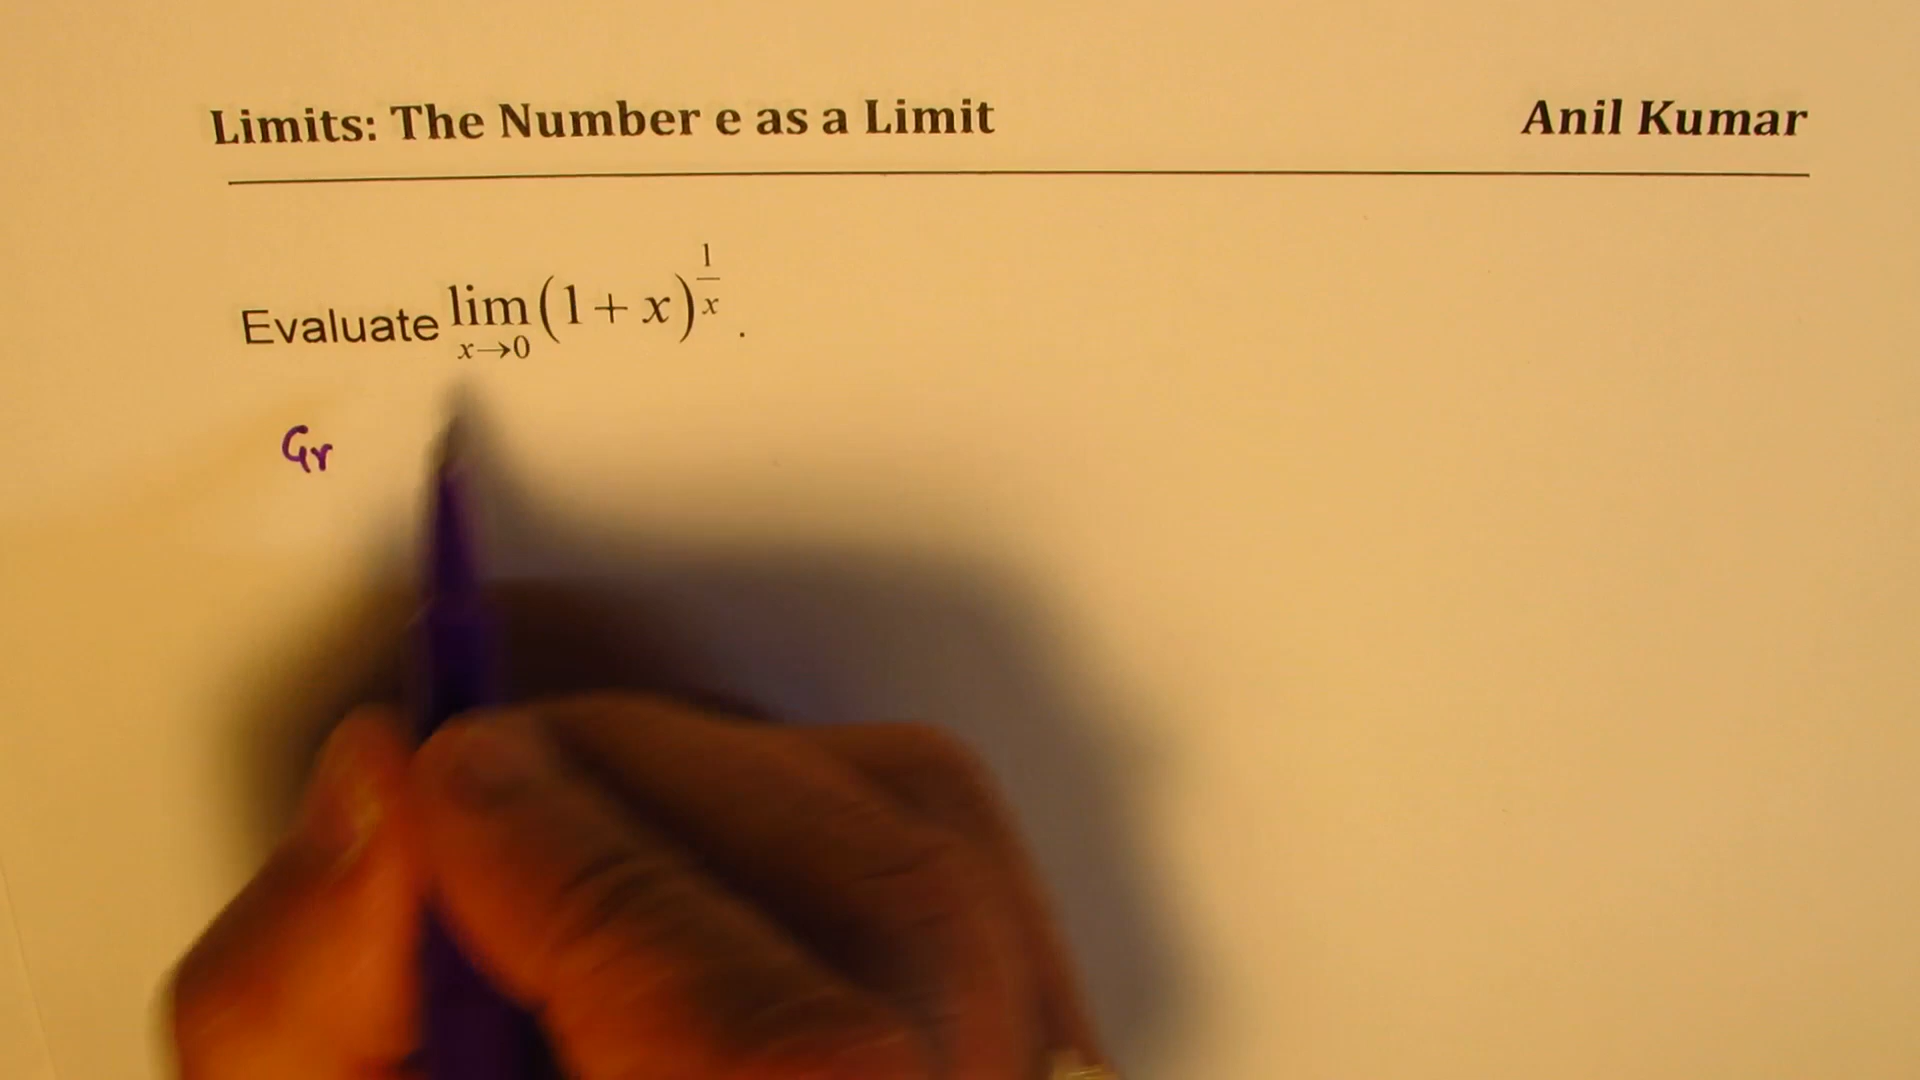 Limits: The Number e as a Limit Anil Kumar
Evaluate lim_{x→0} (1 + x)^{1/x} .
Gr